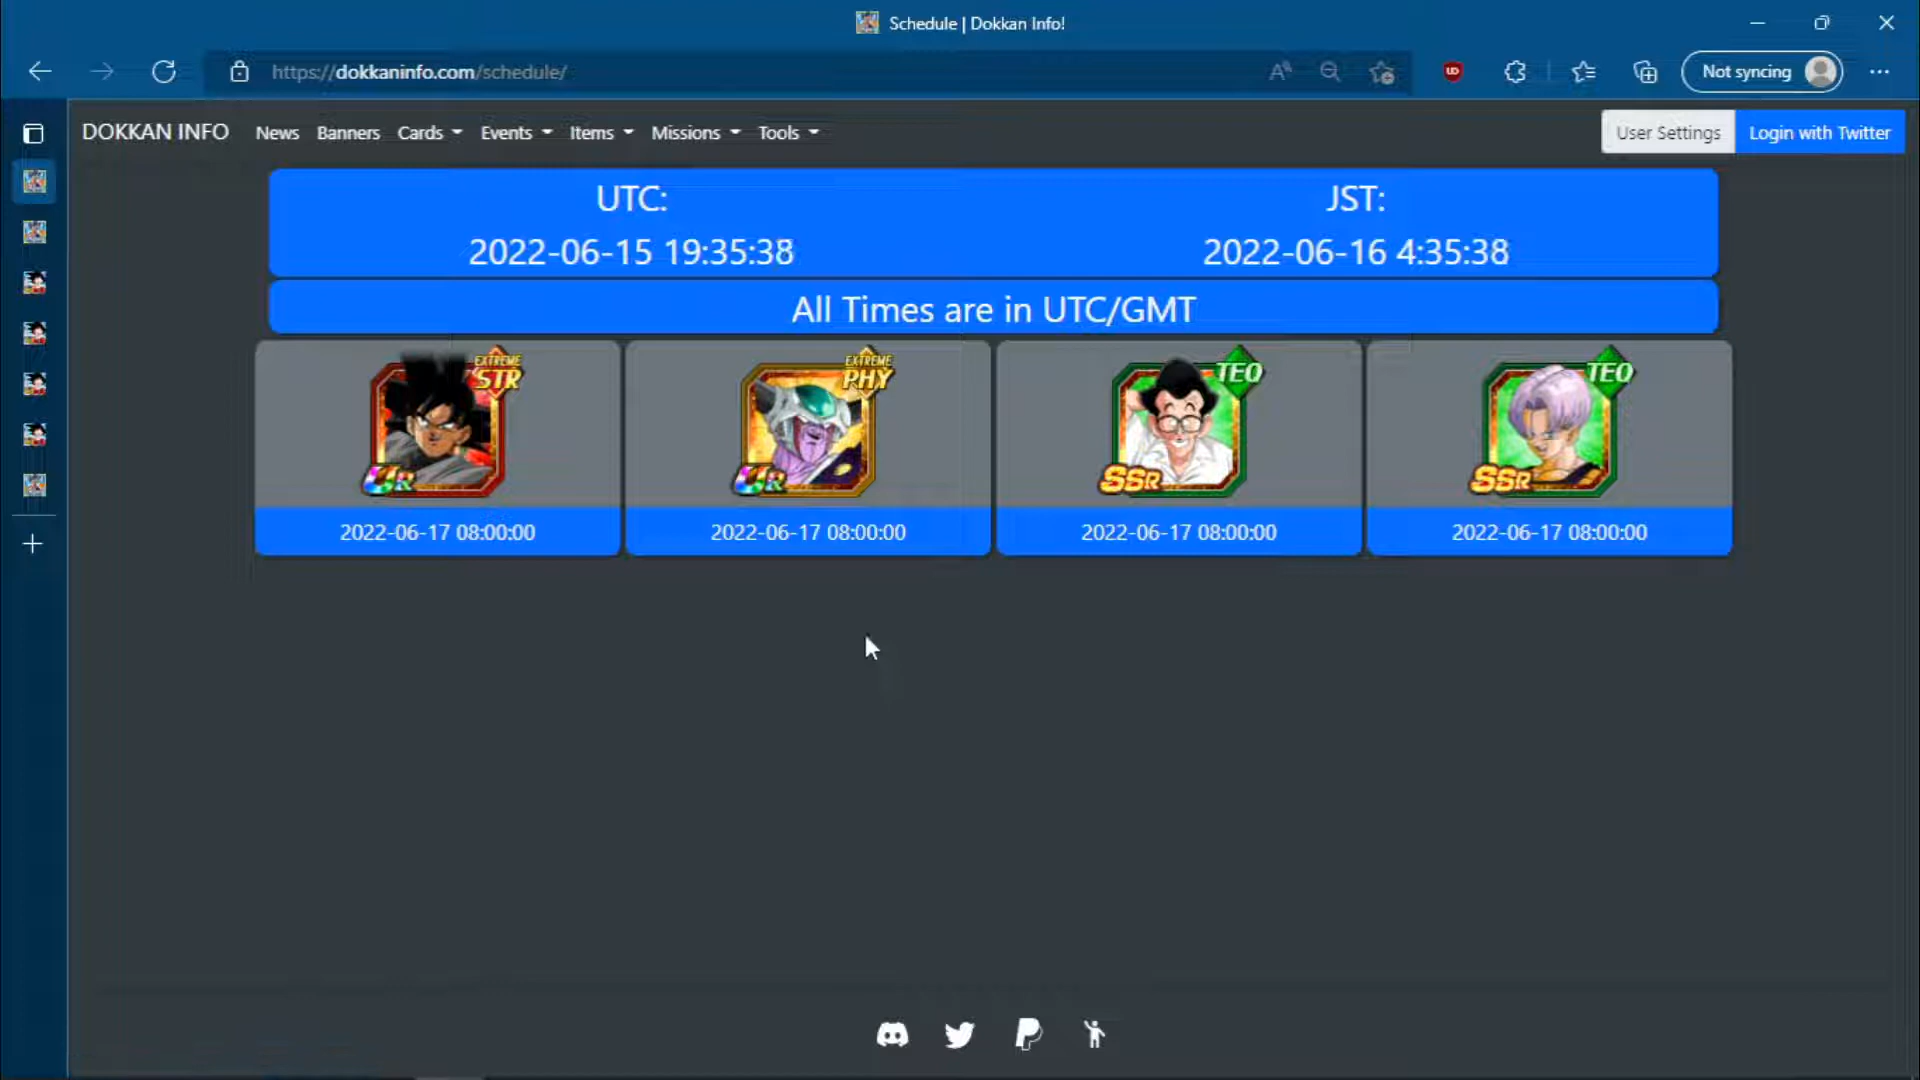 Schedule | Dokkan Info!
https://dokkaninfo.com/schedule/
Not syncing
DOKKAN INFO News Banners Cards Events Items Missions Tools
User Settings Login with Twitter
UTC: JST:
2022-06-15 19:35:38 2022-06-16 4:35:38
All Times are in UTC/GMT
EXTREME STR
EXTREME PHY
TEQ
TEQ
UR
UR
SSR
SSR
2022-06-17 08:00:00 2022-06-17 08:00:00 2022-06-17 08:00:00 2022-06-17 08:00:00